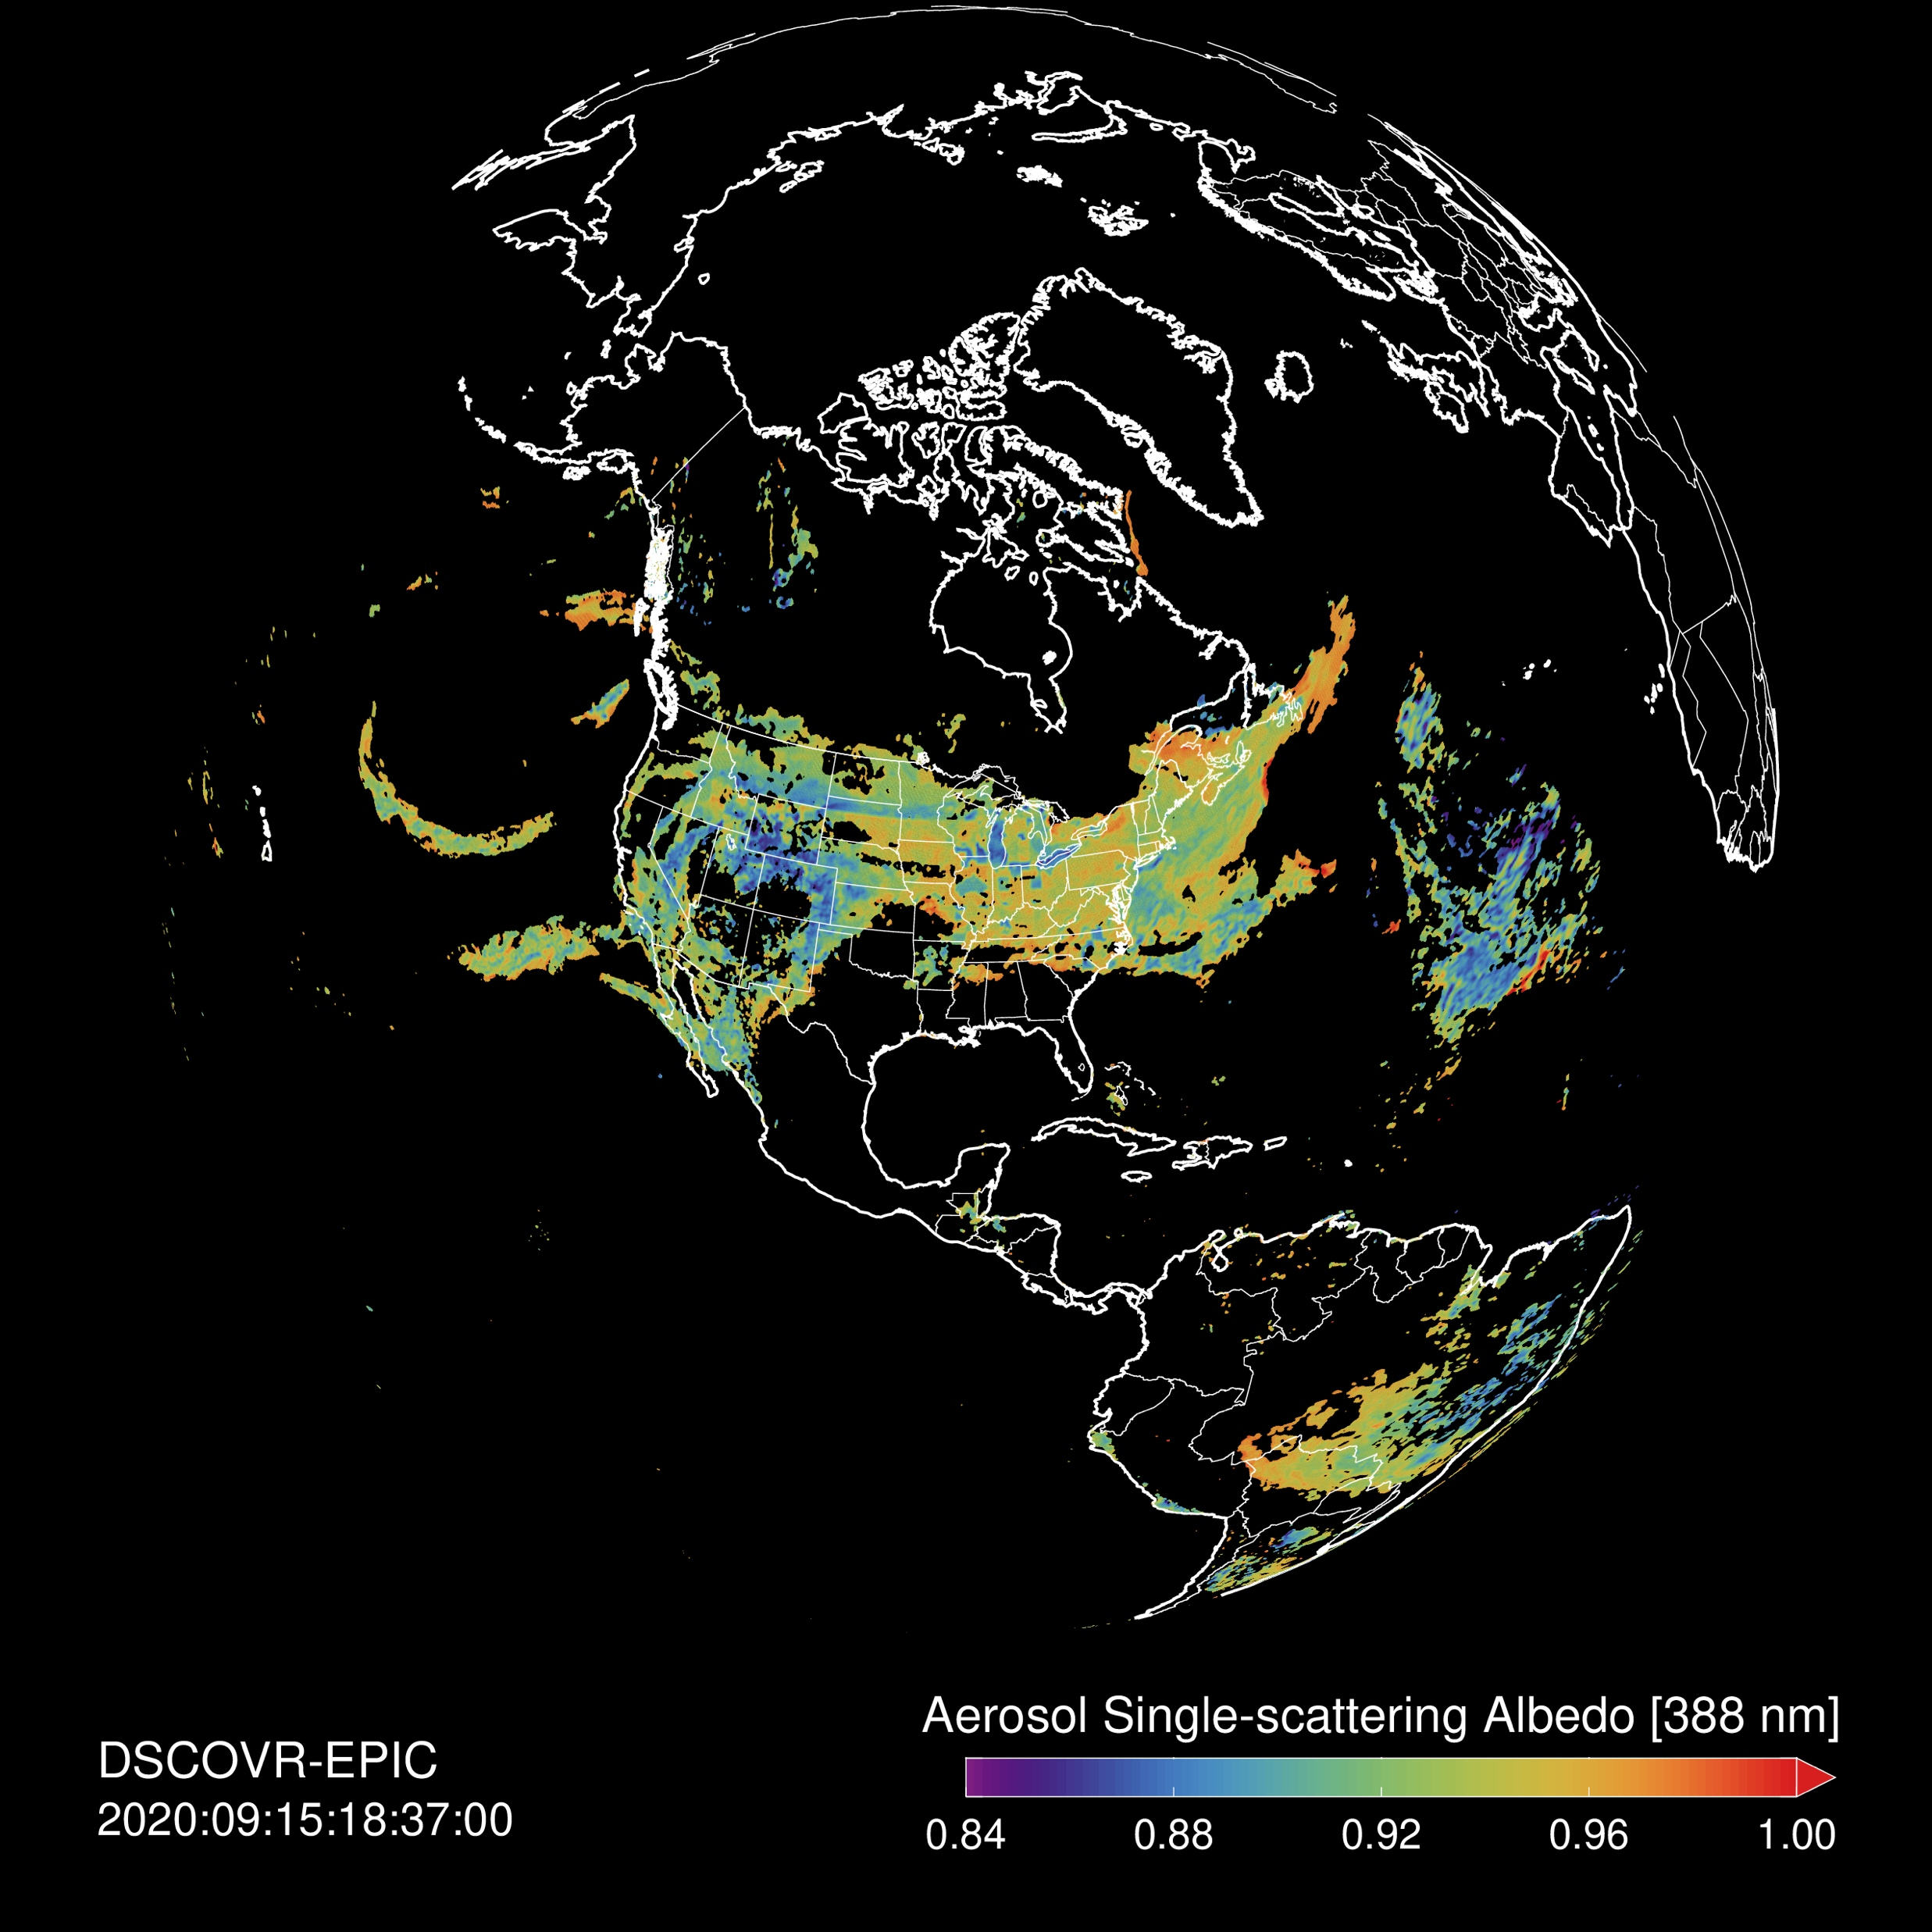 Aerosol Single-scattering Albedo [388 nm]
DSCOVR-EPIC
2020:09:15:18:37:00
0.84 0.88 0.92 0.96 1.00